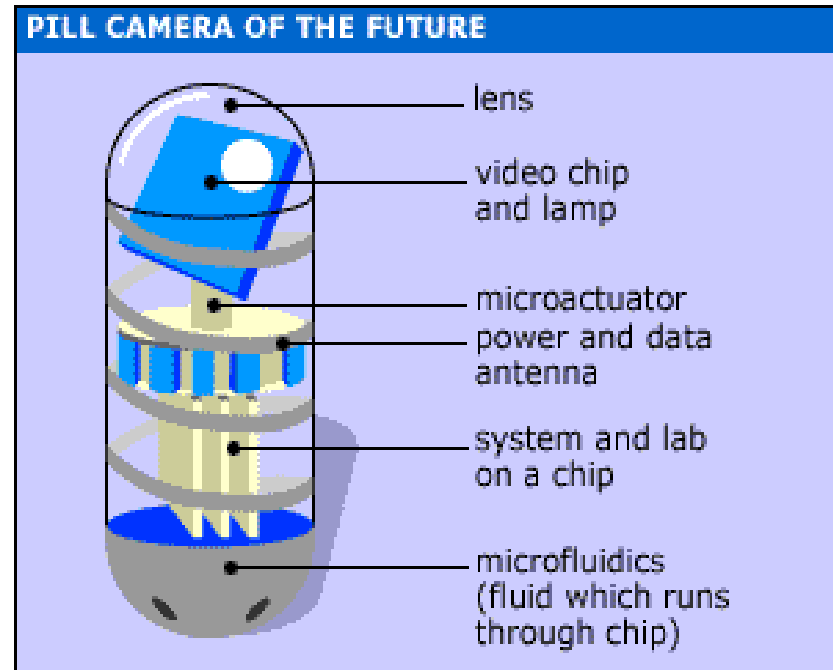 PILL CAMERA OF THE FUTURE
lens
video chip
and lamp
microactuator
power and data
antenna
system and lab
on a chip
microfluidics
(fluid which runs
through chip)